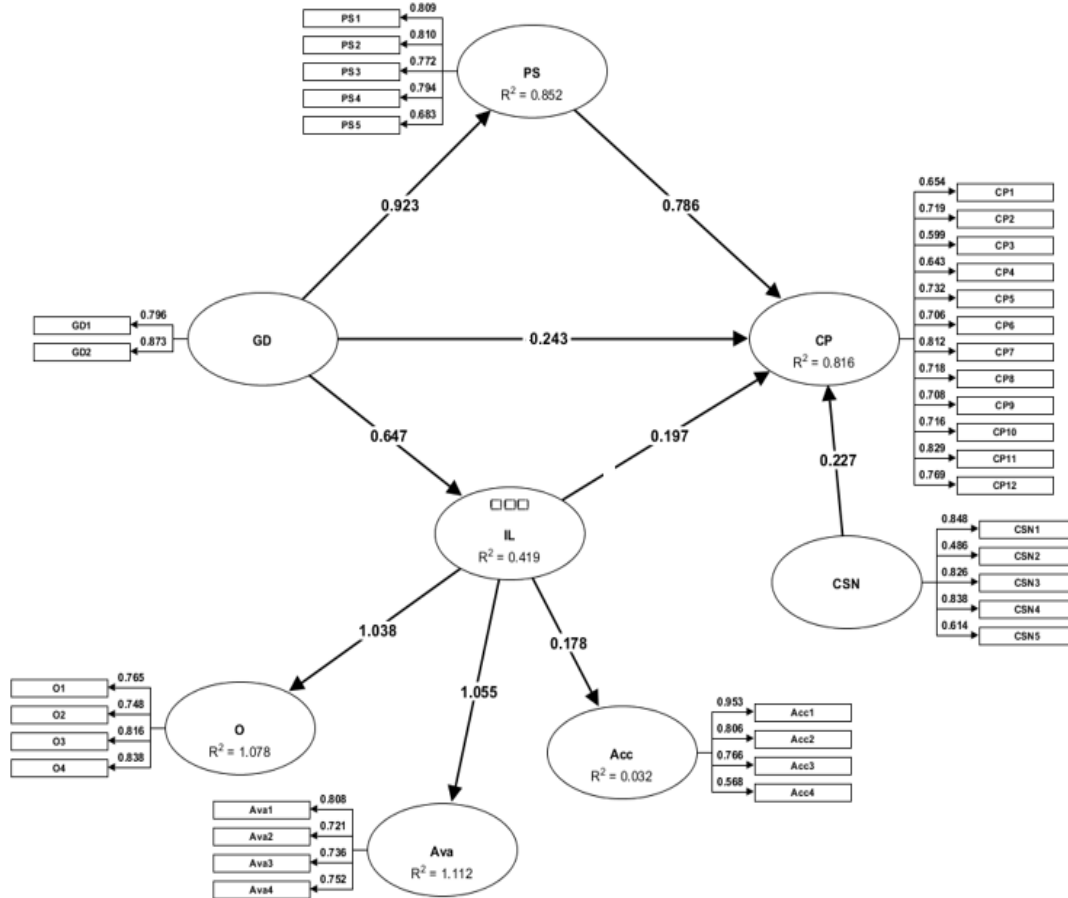 0.809
PS1
0.810
PS2
0.772
PS3
0.794
PS4
0.683
PS5
PS
R² = 0.852
0.923
0.786
0.796
GD1
0.873
GD2
GD
0.243
CP
R² = 0.816
0.654
CP1
0.719
CP2
0.599
CP3
0.643
CP4
0.732
CP5
0.706
CP6
0.812
CP7
0.718
CP8
0.708
CP9
0.716
CP10
0.829
CP11
0.769
CP12
0.647
0.197
0.227
IL
R² = 0.419
CSN
0.848
CSN1
0.486
CSN2
0.826
CSN3
0.838
CSN4
0.614
CSN5
1.038
1.055
0.178
0.765
O1
0.748
O2
0.816
O3
0.838
O4
O
R² = 1.078
Acc
R² = 0.032
0.953
Acc1
0.806
Acc2
0.766
Acc3
0.568
Acc4
0.808
Ava1
0.721
Ava2
0.736
Ava3
0.752
Ava4
Ava
R² = 1.112